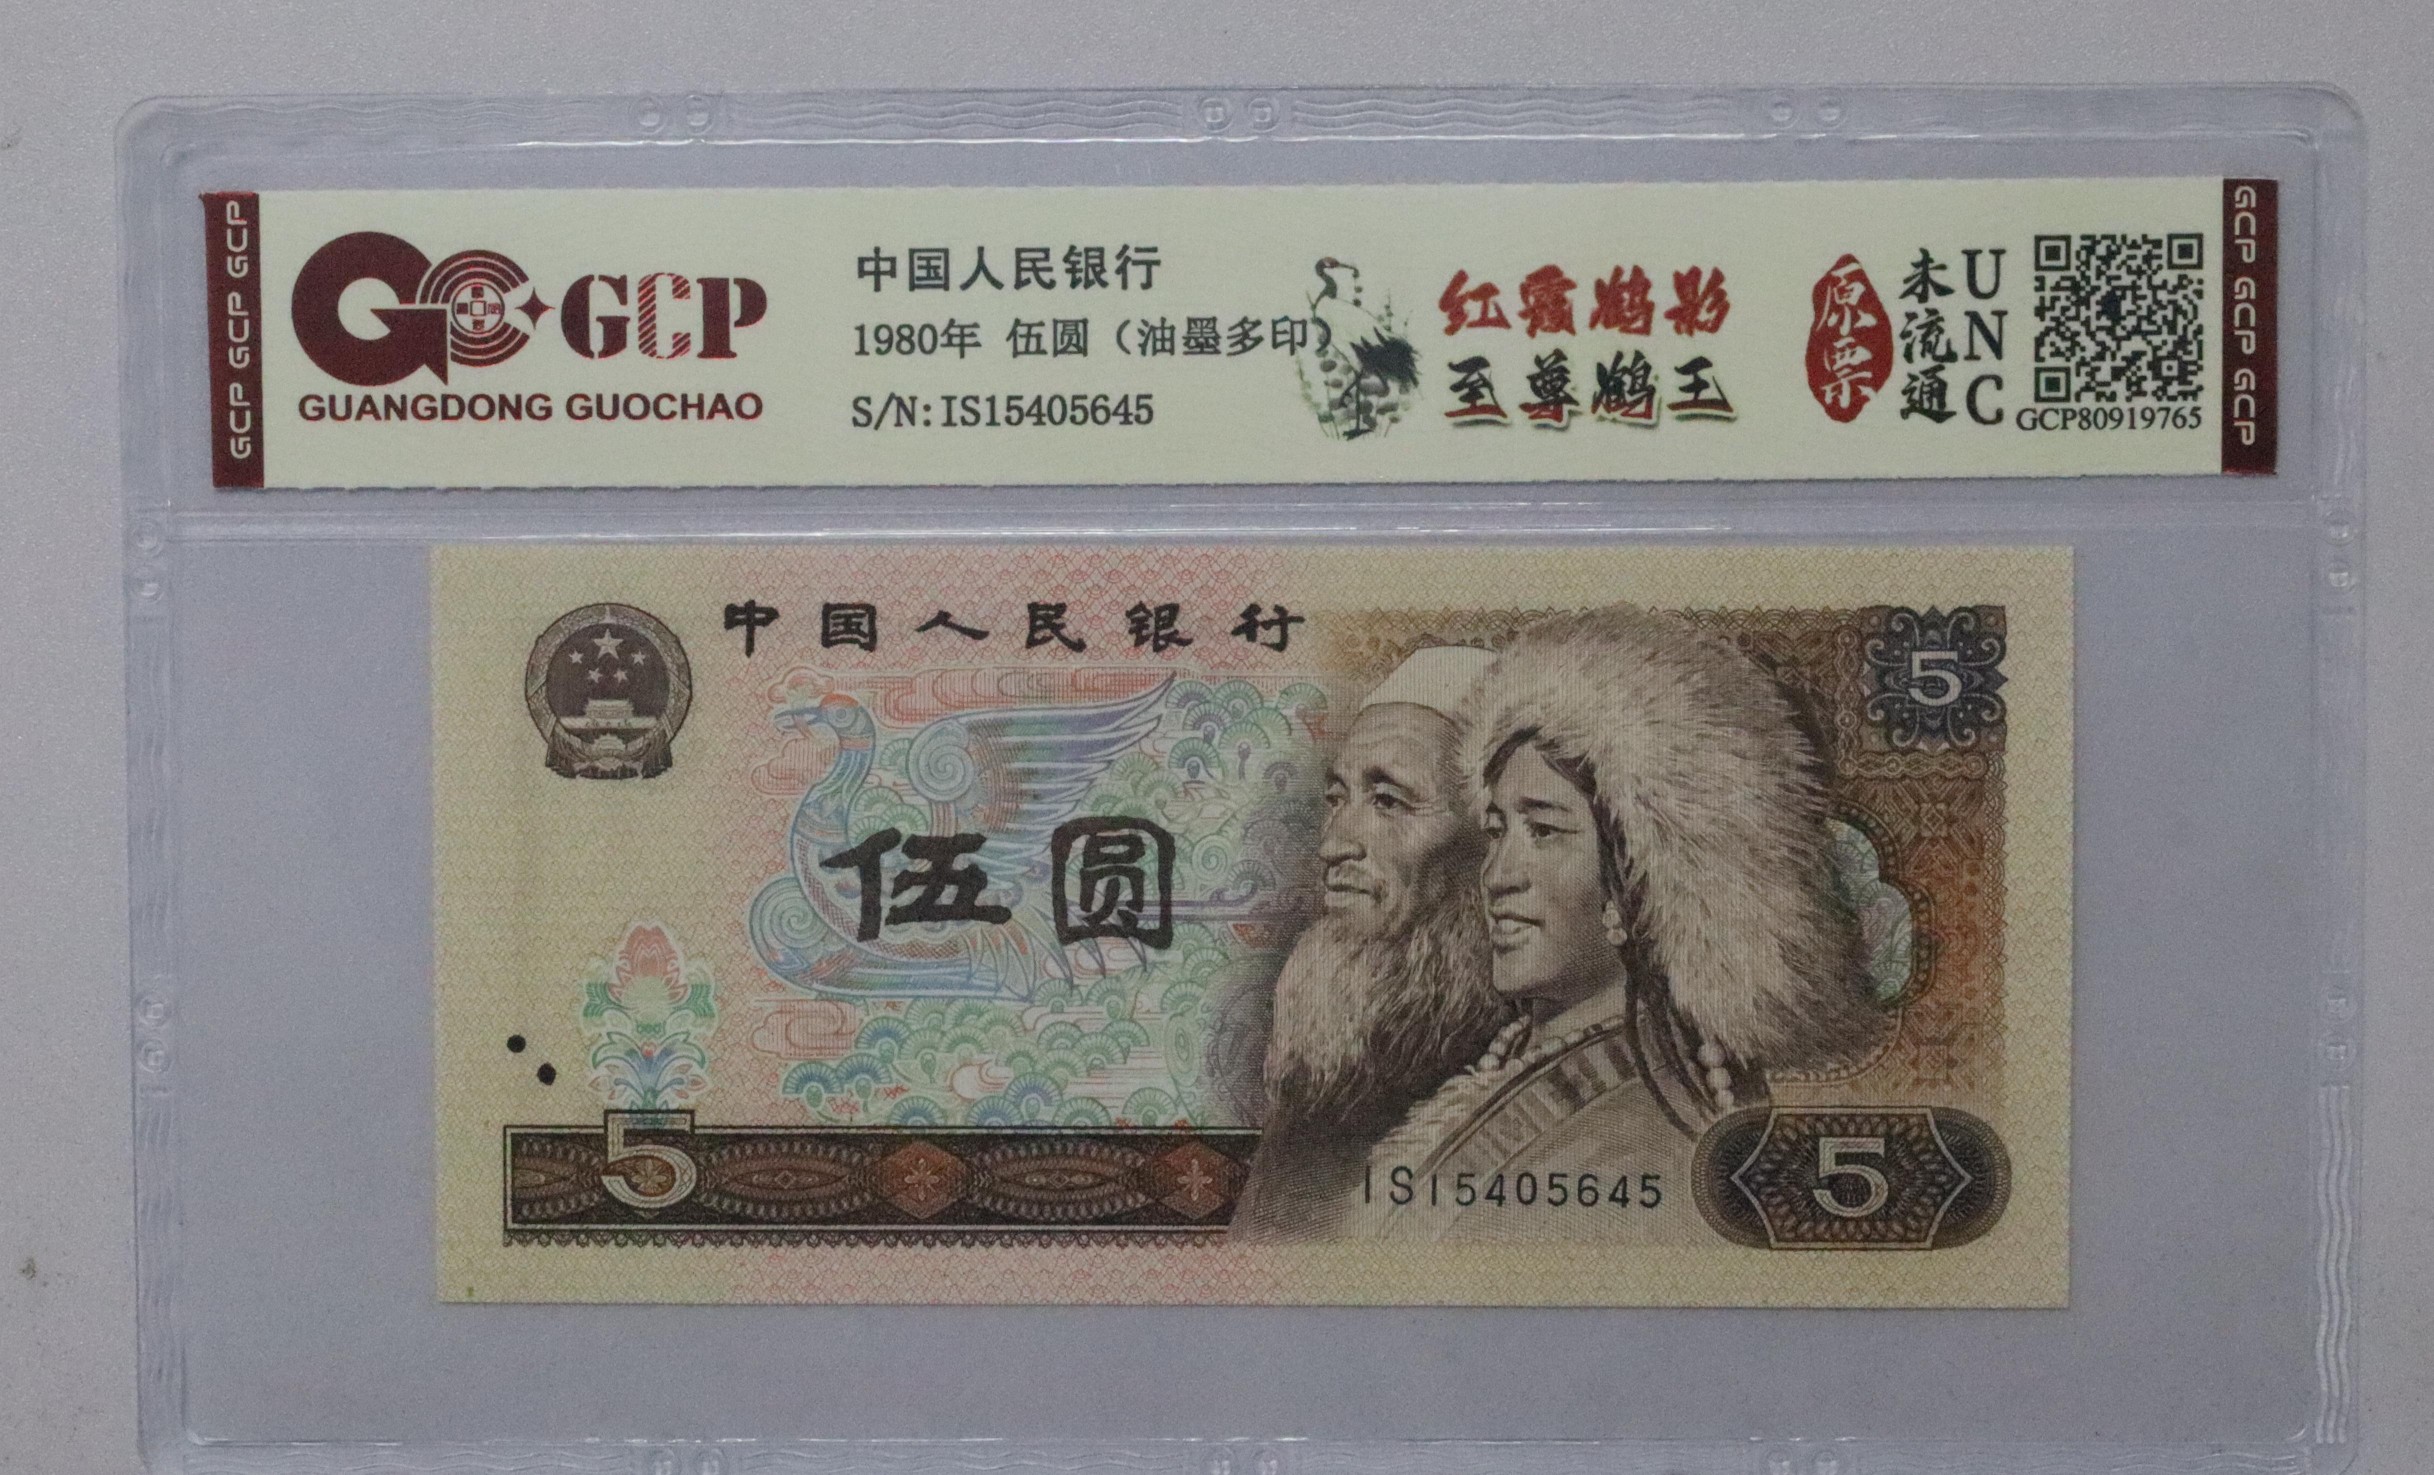 GCP GCP GCP
GCP
GUANGDONG GUOCHAO
中国人民银行
1980年 伍圆（油墨多印）
S/N:IS15405645
红霞鹤影
至尊鹤王
原票
未流通
UNC
GCP80919765
GCP GCP GCP
中国人民银行
5
伍圆
5
IS15405645
5